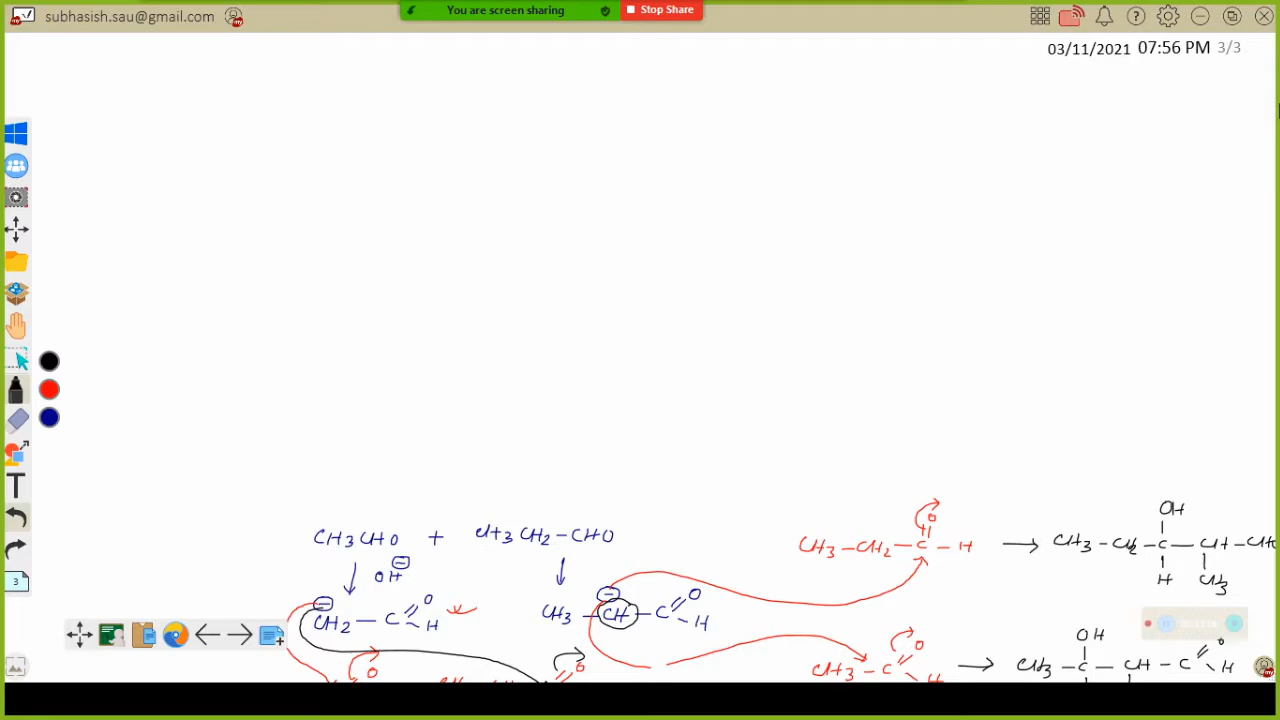 subhasish.sau@gmail.com
You are screen sharing
Stop Share
03/11/2021 07:56 PM 3/3
OH
CH3CHO + CH3CH2-CHO
CH3-CH2-C-H → CH3-CH2-C-CH-CHO
O
H CH3
OH
CH2-C O H
CH3-CH-C O H
OH
CH3-C O H → CH3-C-CH-C O H
O
O
T
3